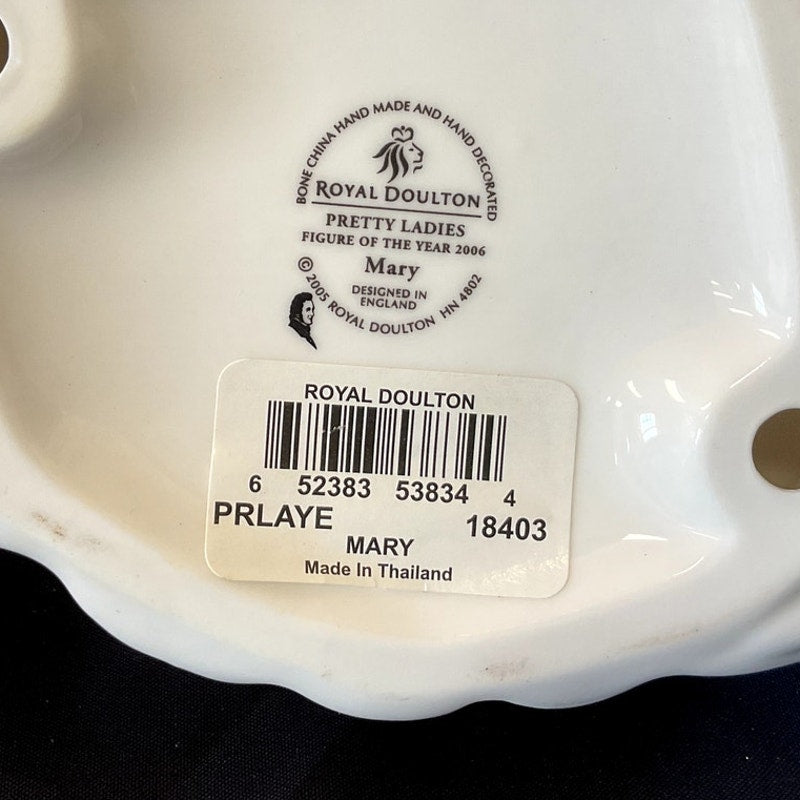 BONE CHINA HAND MADE AND HAND DECORATED
ROYAL DOULTON
PRETTY LADIES
FIGURE OF THE YEAR 2006
Mary
DESIGNED IN
ENGLAND
© 2005 ROYAL DOULTON HN 4802
ROYAL DOULTON
6 52383 53834 4
PRLAYE 18403
MARY
Made In Thailand